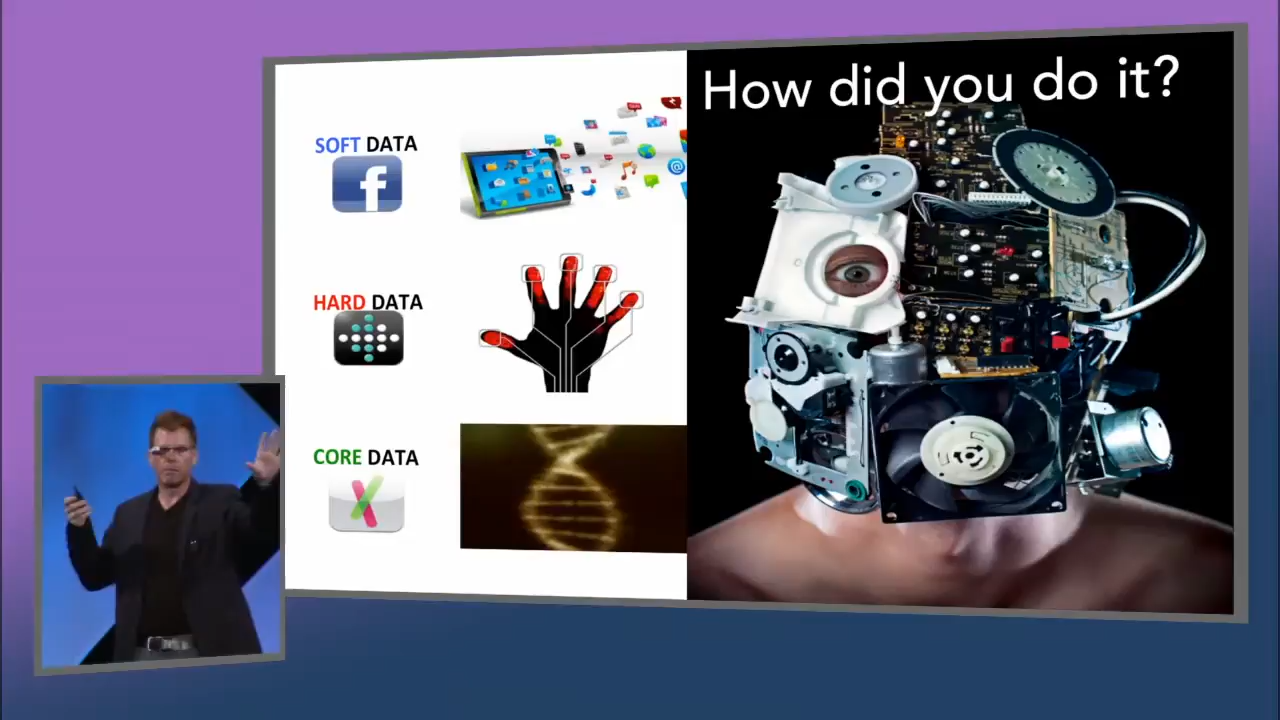 How did you do it?
SOFT DATA
f
HARD DATA
CORE DATA